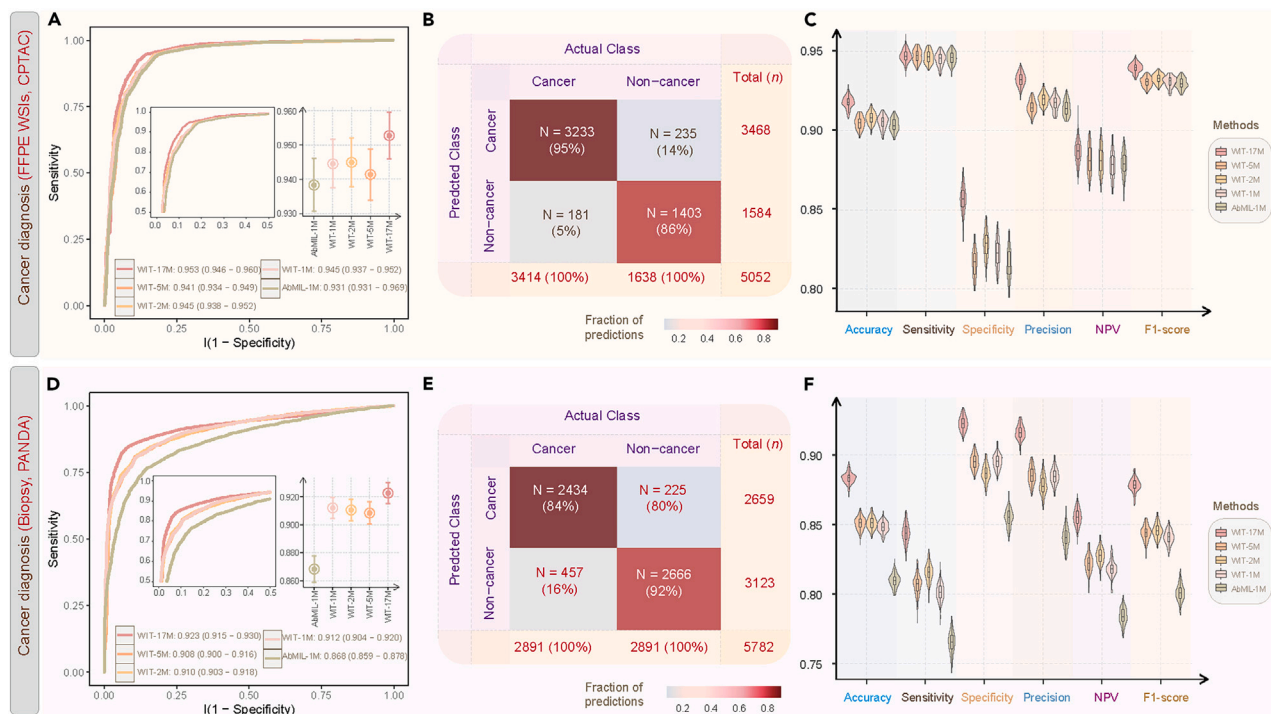 Cancer diagnosis (FFPE WSIs, CPTAC)
A
Sensitivity
1.00
0.75
0.50
0.25
0.00
1.0
0.9
0.8
0.7
0.6
0.5
0.0 0.1 0.2 0.3 0.4 0.5
0.960
0.950
0.940
0.930
AbMIL-1M
WIT-1M
WIT-2M
WIT-5M
WIT-17M
WIT-17M: 0.953 (0.946 − 0.960)
WIT-5M: 0.941 (0.934 − 0.949)
WIT-2M: 0.945 (0.938 − 0.952)
WIT-1M: 0.945 (0.937 − 0.952)
AbMIL-1M: 0.931 (0.931 − 0.969)
0.00 0.25 0.50 0.75 1.00
l(1 − Specificity)
B
Actual Class
Cancer Non−cancer Total (n)
Predcted Class
Cancer
N = 3233 N = 235 3468
(95%) (14%)
Non−cancer
N = 181 N = 1403 1584
(5%) (86%)
3414 (100%) 1638 (100%) 5052
Fraction of
predictions
0.2 0.4 0.6 0.8
C
0.95
0.90
0.85
0.80
Accuracy Sensitivity Specificity Precision NPV F1-score
Methods
WIT-17M
WIT-5M
WIT-2M
WIT-1M
AbMIL-1M
Cancer diagnosis (Biopsy, PANDA)
D
Sensitivity
1.00
0.75
0.50
0.25
0.00
1.0
0.9
0.8
0.7
0.6
0.5
0.0 0.1 0.2 0.3 0.4 0.5
0.920
0.900
0.880
0.860
AbMIL-1M
WIT-1M
WIT-2M
WIT-5M
WIT-17M
WIT-17M: 0.923 (0.915 − 0.930)
WIT-5M: 0.908 (0.900 − 0.916)
WIT-2M: 0.910 (0.903 − 0.918)
WIT-1M: 0.912 (0.904 − 0.920)
AbMIL-1M: 0.868 (0.859 − 0.878)
0.00 0.25 0.50 0.75 1.00
l(1 − Specificity)
E
Actual Class
Cancer Non−cancer Total (n)
Predcted Class
Cancer
N = 2434 N = 225 2659
(84%) (80%)
Non−cancer
N = 457 N = 2666 3123
(16%) (92%)
2891 (100%) 2891 (100%) 5782
Fraction of
predictions
0.2 0.4 0.6 0.8
F
0.90
0.85
0.80
0.75
Accuracy Sensitivity Specificity Precision NPV F1-score
Methods
WIT-17M
WIT-5M
WIT-2M
WIT-1M
AbMIL-1M